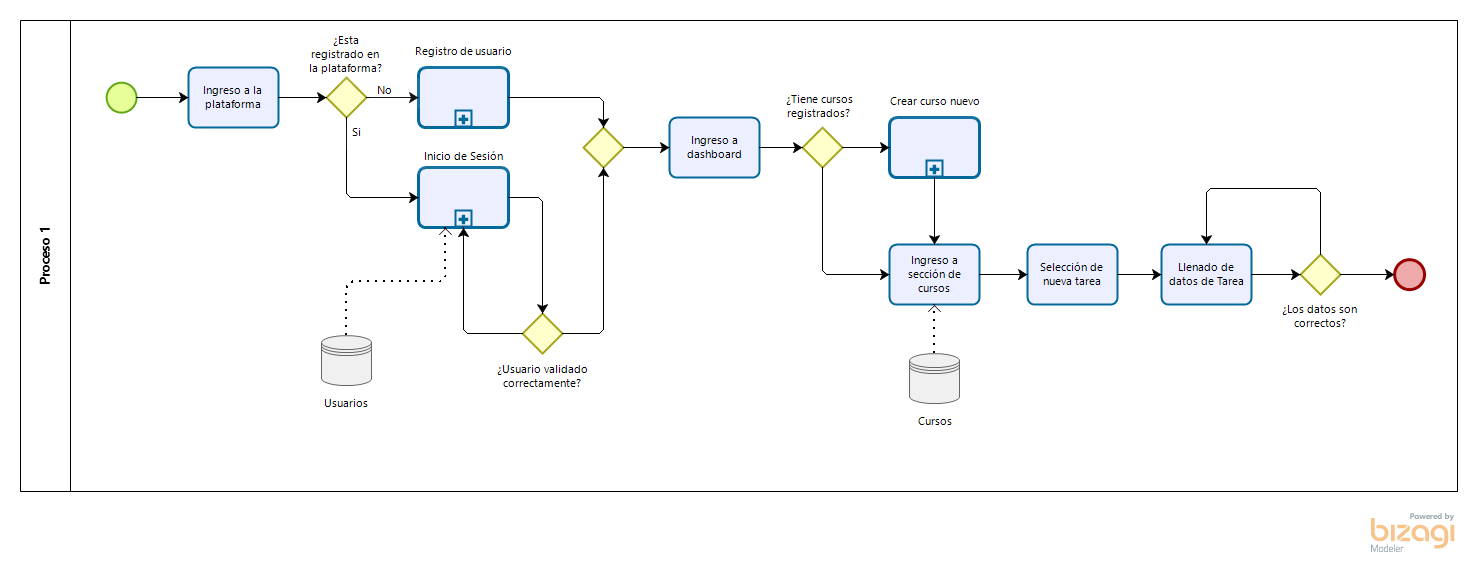 Proceso 1
Ingreso a la
plataforma
¿Esta
registrado en
la plataforma?
No
Si
Registro de usuario
Inicio de Sesión
Usuarios
¿Usuario validado
correctamente?
Ingreso a
dashboard
¿Tiene cursos
registrados?
Crear curso nuevo
Ingreso a
sección de
cursos
Cursos
Selección de
nueva tarea
Llenado de
datos de Tarea
¿Los datos son
correctos?
Powered by
bizagi
Modeler